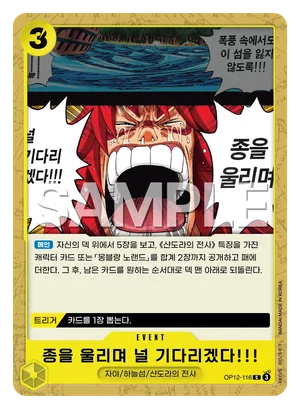 3
폭풍 속에서도
이 섬을 잃지
않도록!!!
널
기다리
겠다!!!
종을
울리며
SAMPLE
메인 자신의 덱 위에서 5장을 보고, 《샨도라의 전사》 특징을 가진
캐릭터 카드 또는 「몽블랑 노랜드」를 합계 2장까지 공개하고 패에
더한다. 그 후, 남은 카드를 원하는 순서대로 덱 맨 아래로 되돌린다.
트리거 카드를 1장 뽑는다.
EVENT
종을 울리며 널 기다리겠다!!!
자야/하늘섬/샨도라의 전사
OP12-116 C